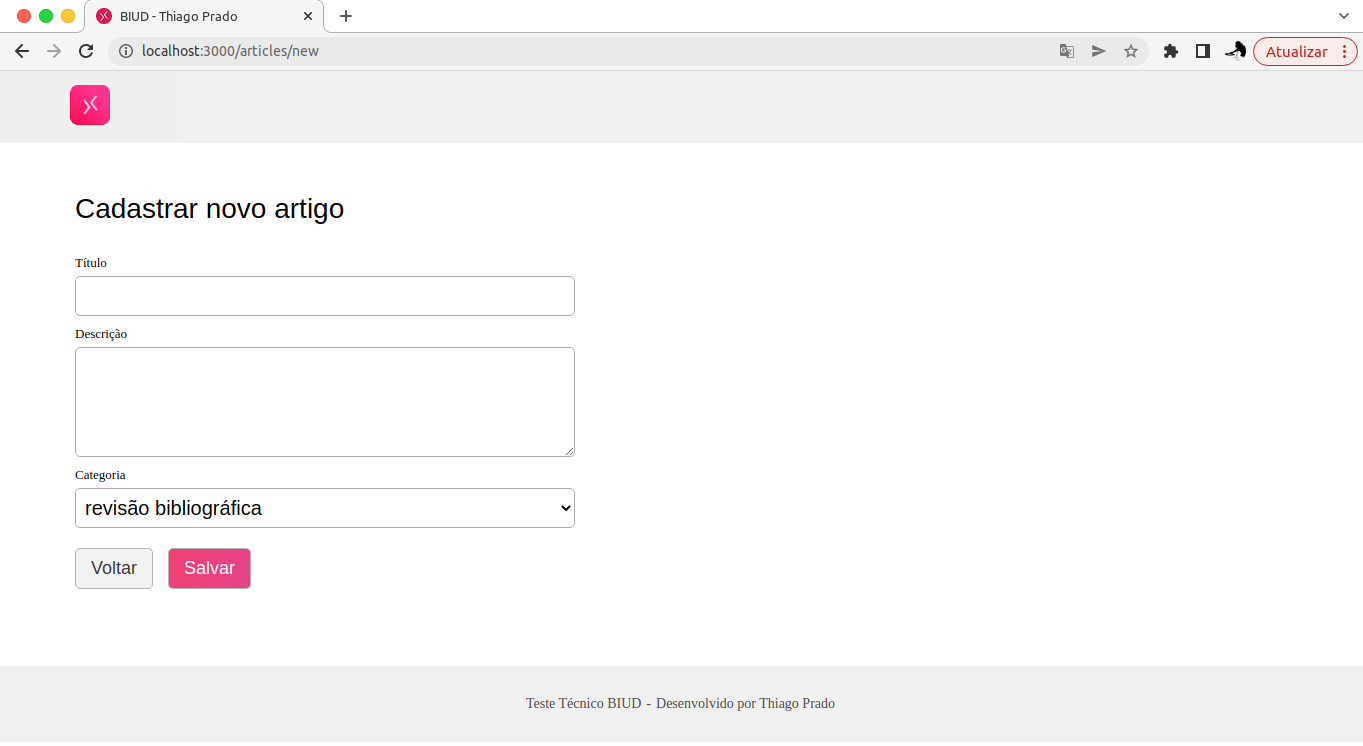 BIUD - Thiago Prado
localhost:3000/articles/new
Atualizar
Cadastrar novo artigo
Título
Descrição
Categoria
revisão bibliográfica
Voltar Salvar
Teste Técnico BIUD - Desenvolvido por Thiago Prado